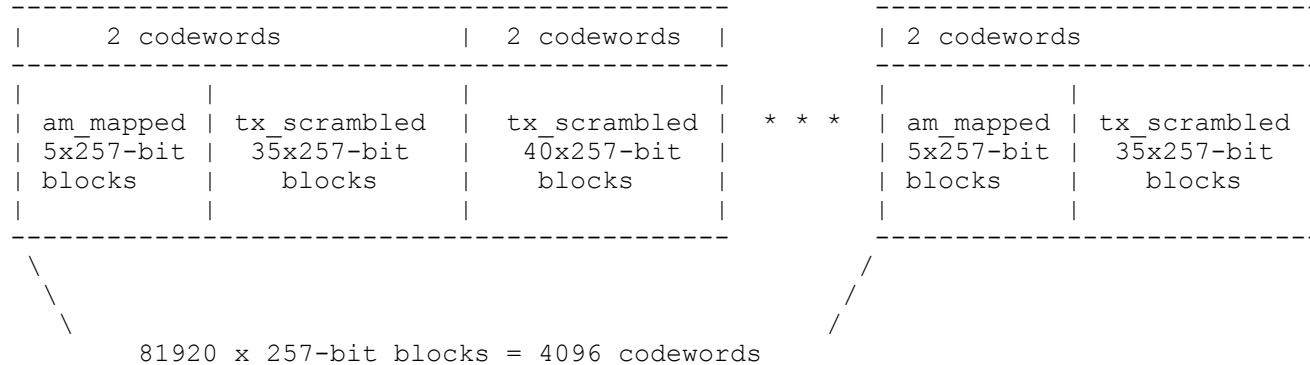 2 codewords | 2 codewords | | 2 codewords
am_mapped | tx_scrambled | tx_scrambled | * * * | am_mapped | tx_scrambled
5x257-bit | 35x257-bit | 40x257-bit | | 5x257-bit | 35x257-bit
blocks | blocks | blocks | | blocks | blocks
81920 x 257-bit blocks = 4096 codewords